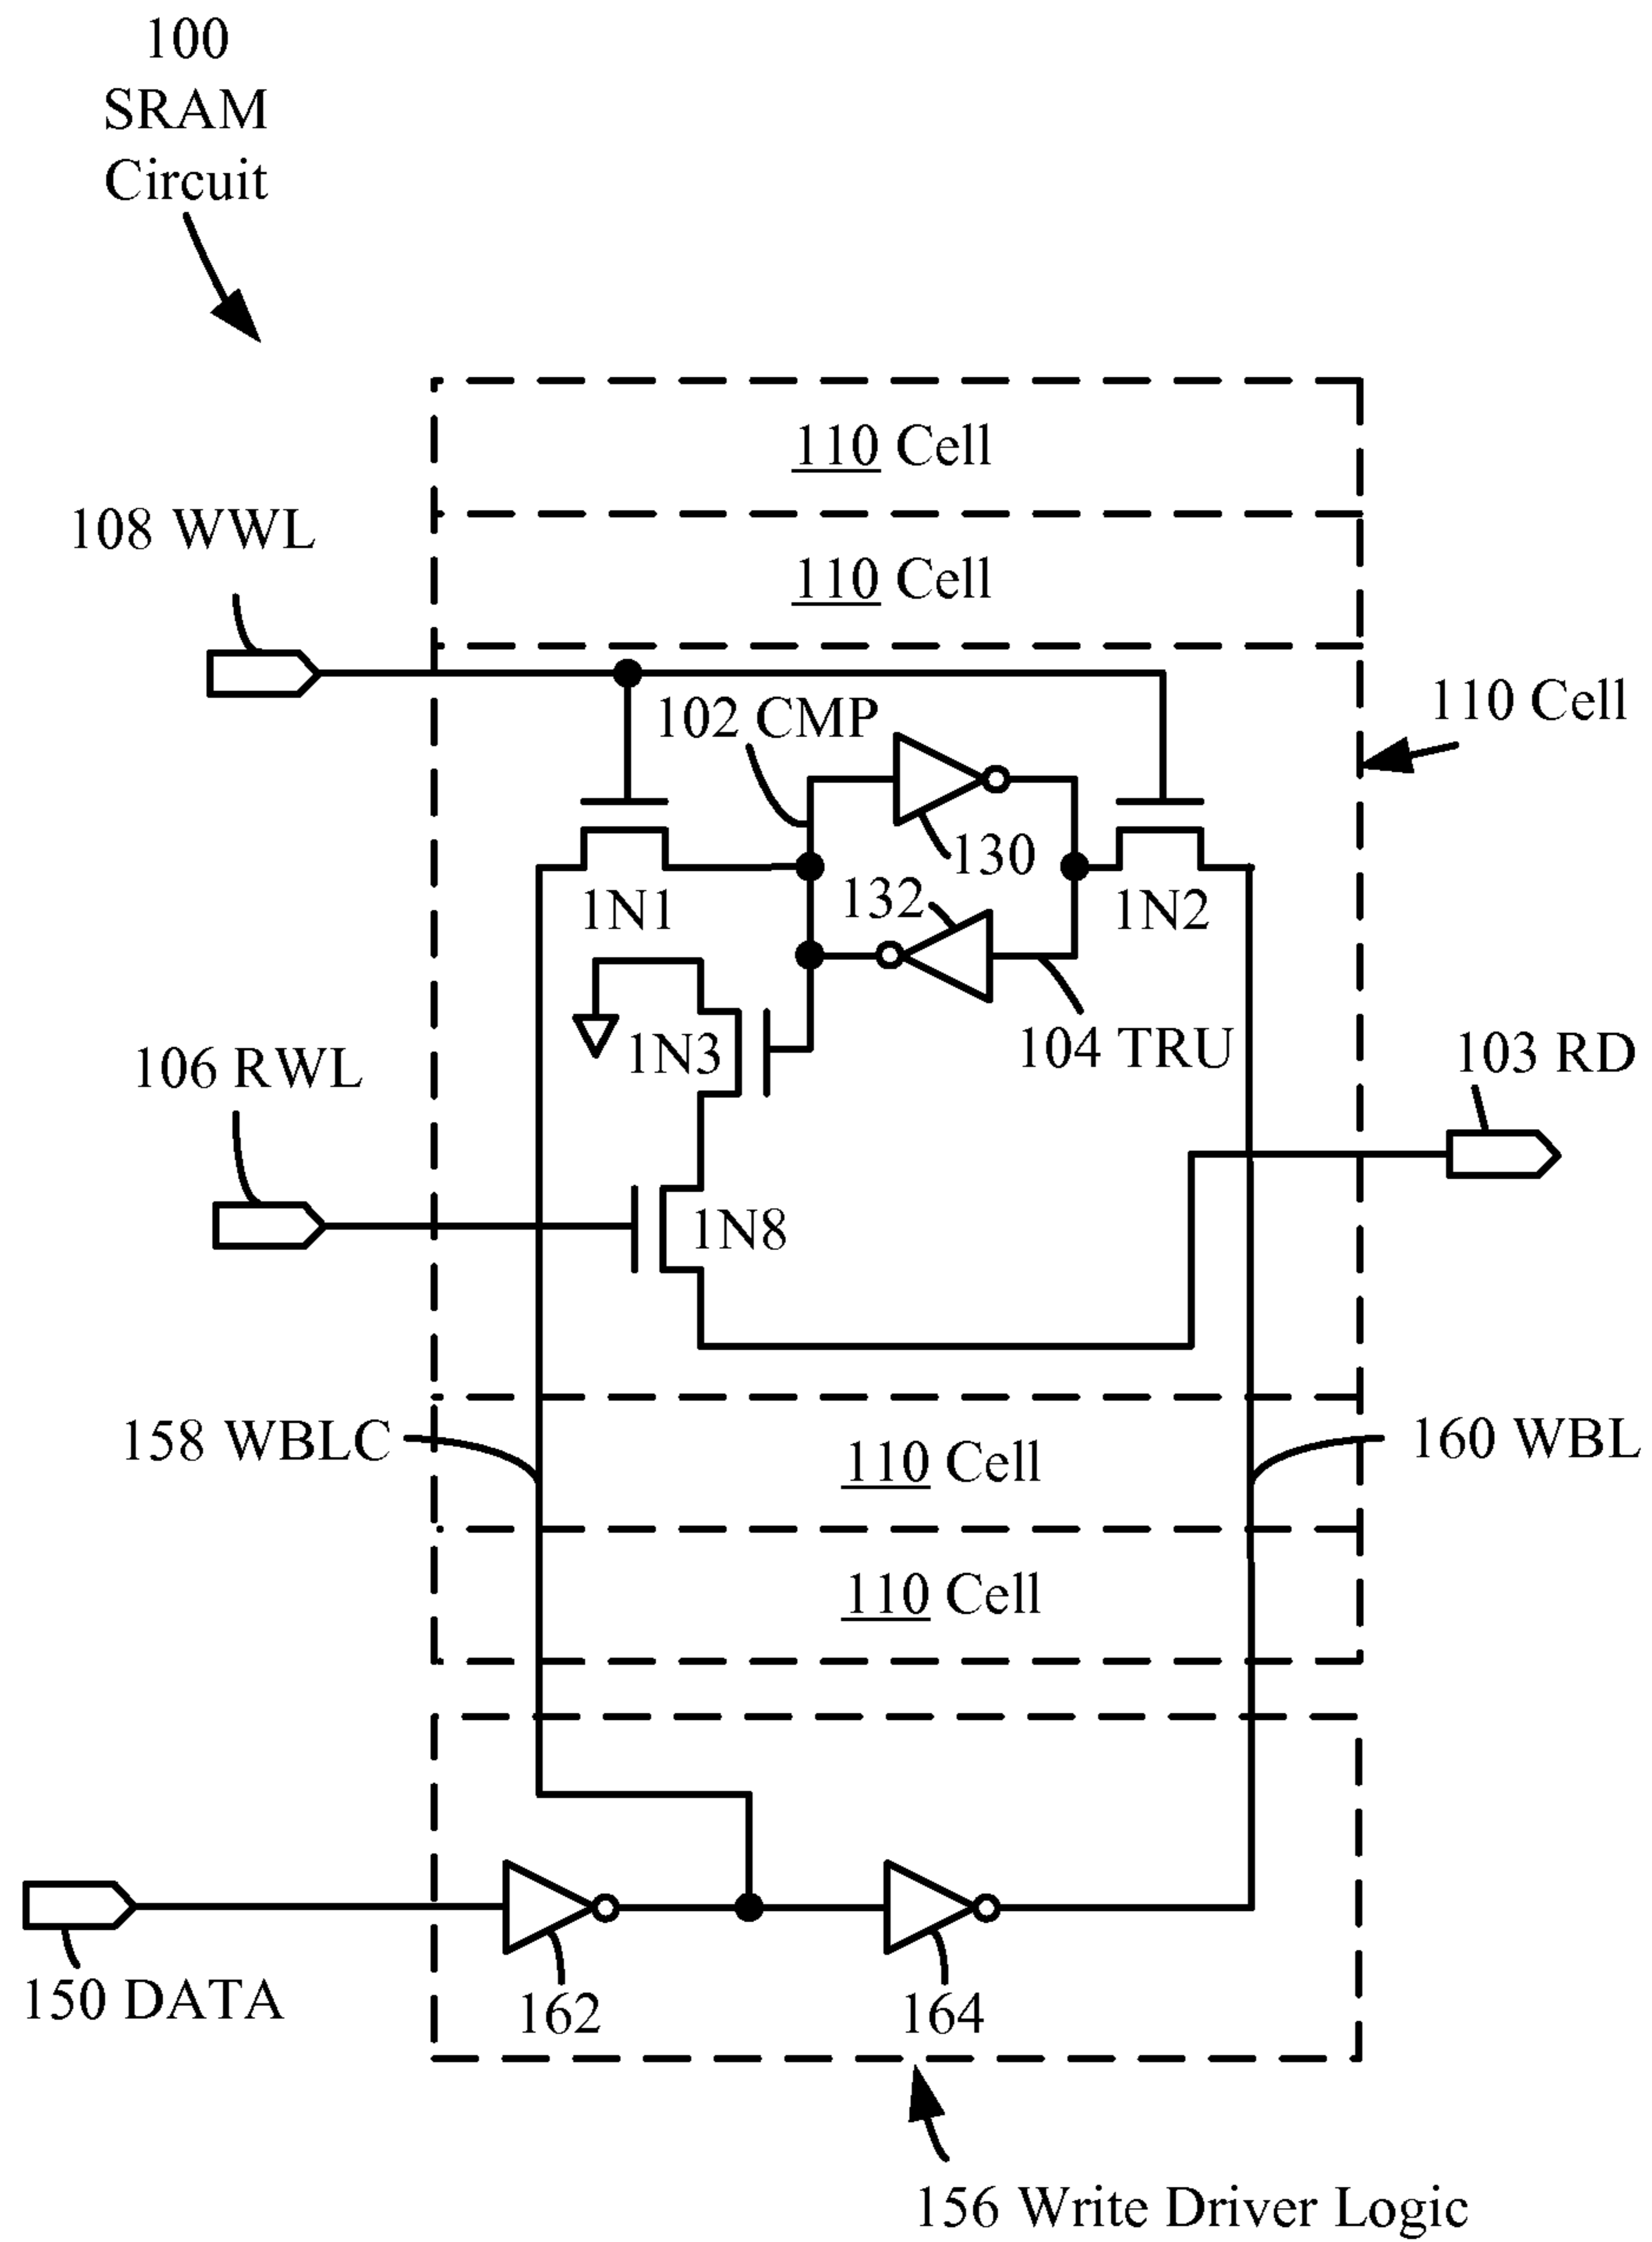 100
SRAM
Circuit
110 Cell
108 WWL
110 Cell
110 Cell
102 CMP
130
132
1N1
1N2
1N3
104 TRU
103 RD
106 RWL
1N8
158 WBLC
110 Cell
160 WBL
110 Cell
150 DATA
162
164
156 Write Driver Logic